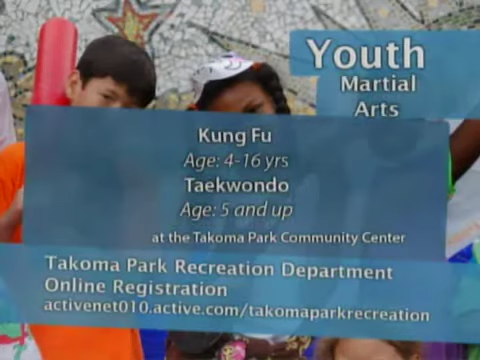 Youth
Martial
Arts
Kung Fu
Age: 4-16 yrs
Taekwondo
Age: 5 and up
at the Takoma Park Community Center
Takoma Park Recreation Department
Online Registration
activenet010.active.com/takomaparkrecreation